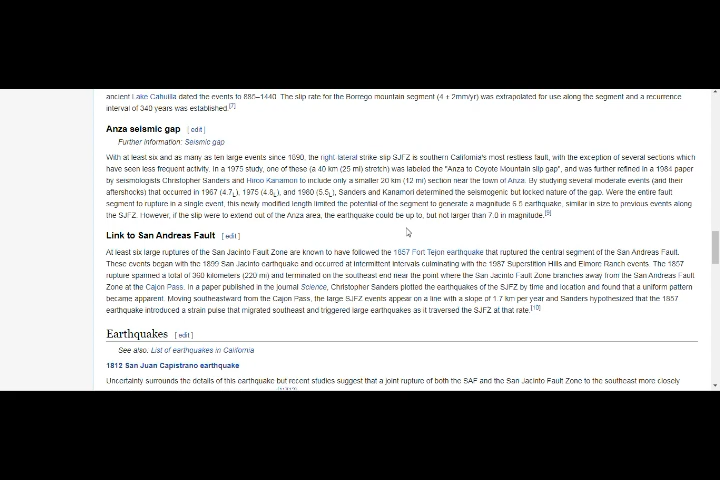 ancient Lake Cahuilla dated the events to 885–1440. The slip rate for the Borrego mountain segment (4 ± 2mm/yr) was extrapolated for use along the segment and a recurrence
interval of 340 years was established.[7]
Anza seismic gap [edit]
Further information: Seismic gap
With at least six and as many as ten large events since 1890, the right lateral strike slip SJFZ is southern California's most restless fault, with the exception of several sections which
have seen less frequent activity. In a 1975 study, one of these (a 40 km (25 mi) stretch) was labeled the "Anza to Coyote Mountain slip gap", and was further refined in a 1984 paper
by seismologists Christopher Sanders and Hiroo Kanamori to include only a smaller 20 km (12 mi) section near the town of Anza. By studying several moderate events (and their
aftershocks) that occurred in 1967 (4.7L), 1975 (4.8L), and 1980 (5.5L), Sanders and Kanamori determined the seismogenic but locked nature of the gap. Were the entire fault
segment to rupture in a single event, this newly modified length limited the potential of the segment to generate a magnitude 6.5 earthquake, similar in size to previous events along
the SJFZ. However, if the slip were to extend out of the Anza area, the earthquake could be up to, but not larger than 7.0 in magnitude.[9]
Link to San Andreas Fault [edit]
At least six large ruptures of the San Jacinto Fault Zone are known to have followed the 1857 Fort Tejon earthquake that ruptured the central segment of the San Andreas Fault.
These events began with the 1899 San Jacinto earthquake and occurred at intermittent intervals culminating with the 1987 Superstition Hills and Elmore Ranch events. The 1857
rupture spanned a total of 360 kilometers (220 mi) and terminated on the southeast end near the point where the San Jacinto Fault Zone branches away from the San Andreas Fault
Zone at the Cajon Pass. In a paper published in the journal Science, Christopher Sanders plotted the earthquakes of the SJFZ by time and location and found that a uniform pattern
became apparent. Moving southeastward from the Cajon Pass, the large SJFZ events appear on a line with a slope of 1.7 km per year and Sanders hypothesized that the 1857
earthquake introduced a strain pulse that migrated southeast and triggered large earthquakes as it traversed the SJFZ at that rate.[10]
Earthquakes [edit]
See also: List of earthquakes in California
1812 San Juan Capistrano earthquake
Uncertainty surrounds the details of this earthquake but recent studies suggest that a joint rupture of both the SAF and the San Jacinto Fault Zone to the southeast more closely